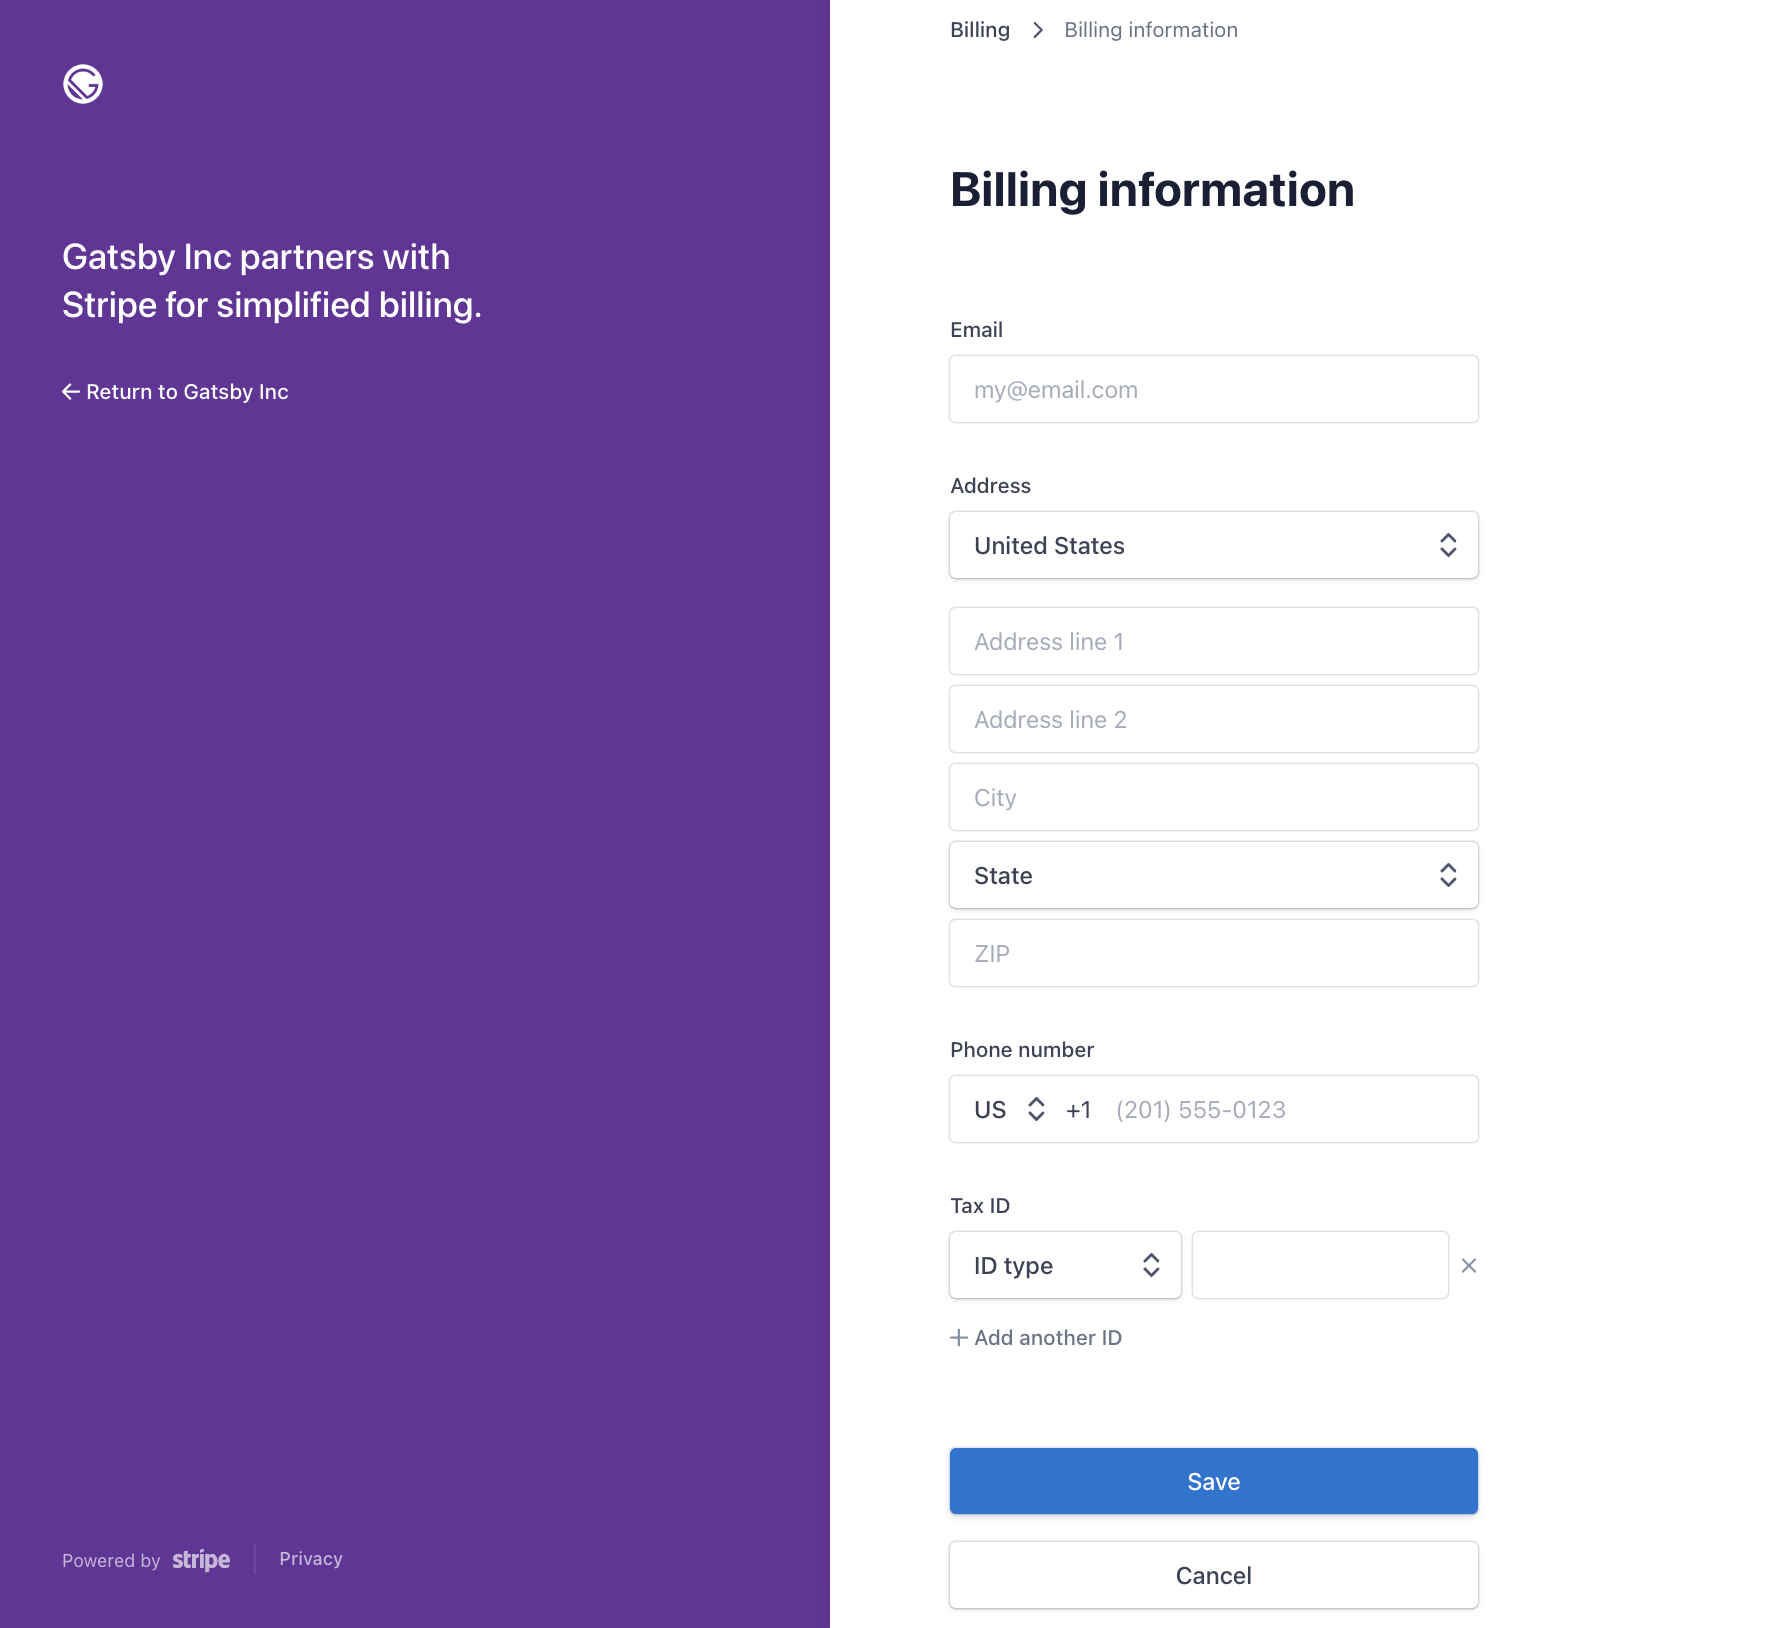 Gatsby Inc partners with
Stripe for simplified billing.
Return to Gatsby Inc
Powered by stripe
Privacy
Billing
Billing information
Billing information
Email
my@email.com
Address
United States
Address line 1
Address line 2
City
State
ZIP
Phone number
US +1 (201) 555-0123
Tax ID
ID type
Add another ID
Save
Cancel